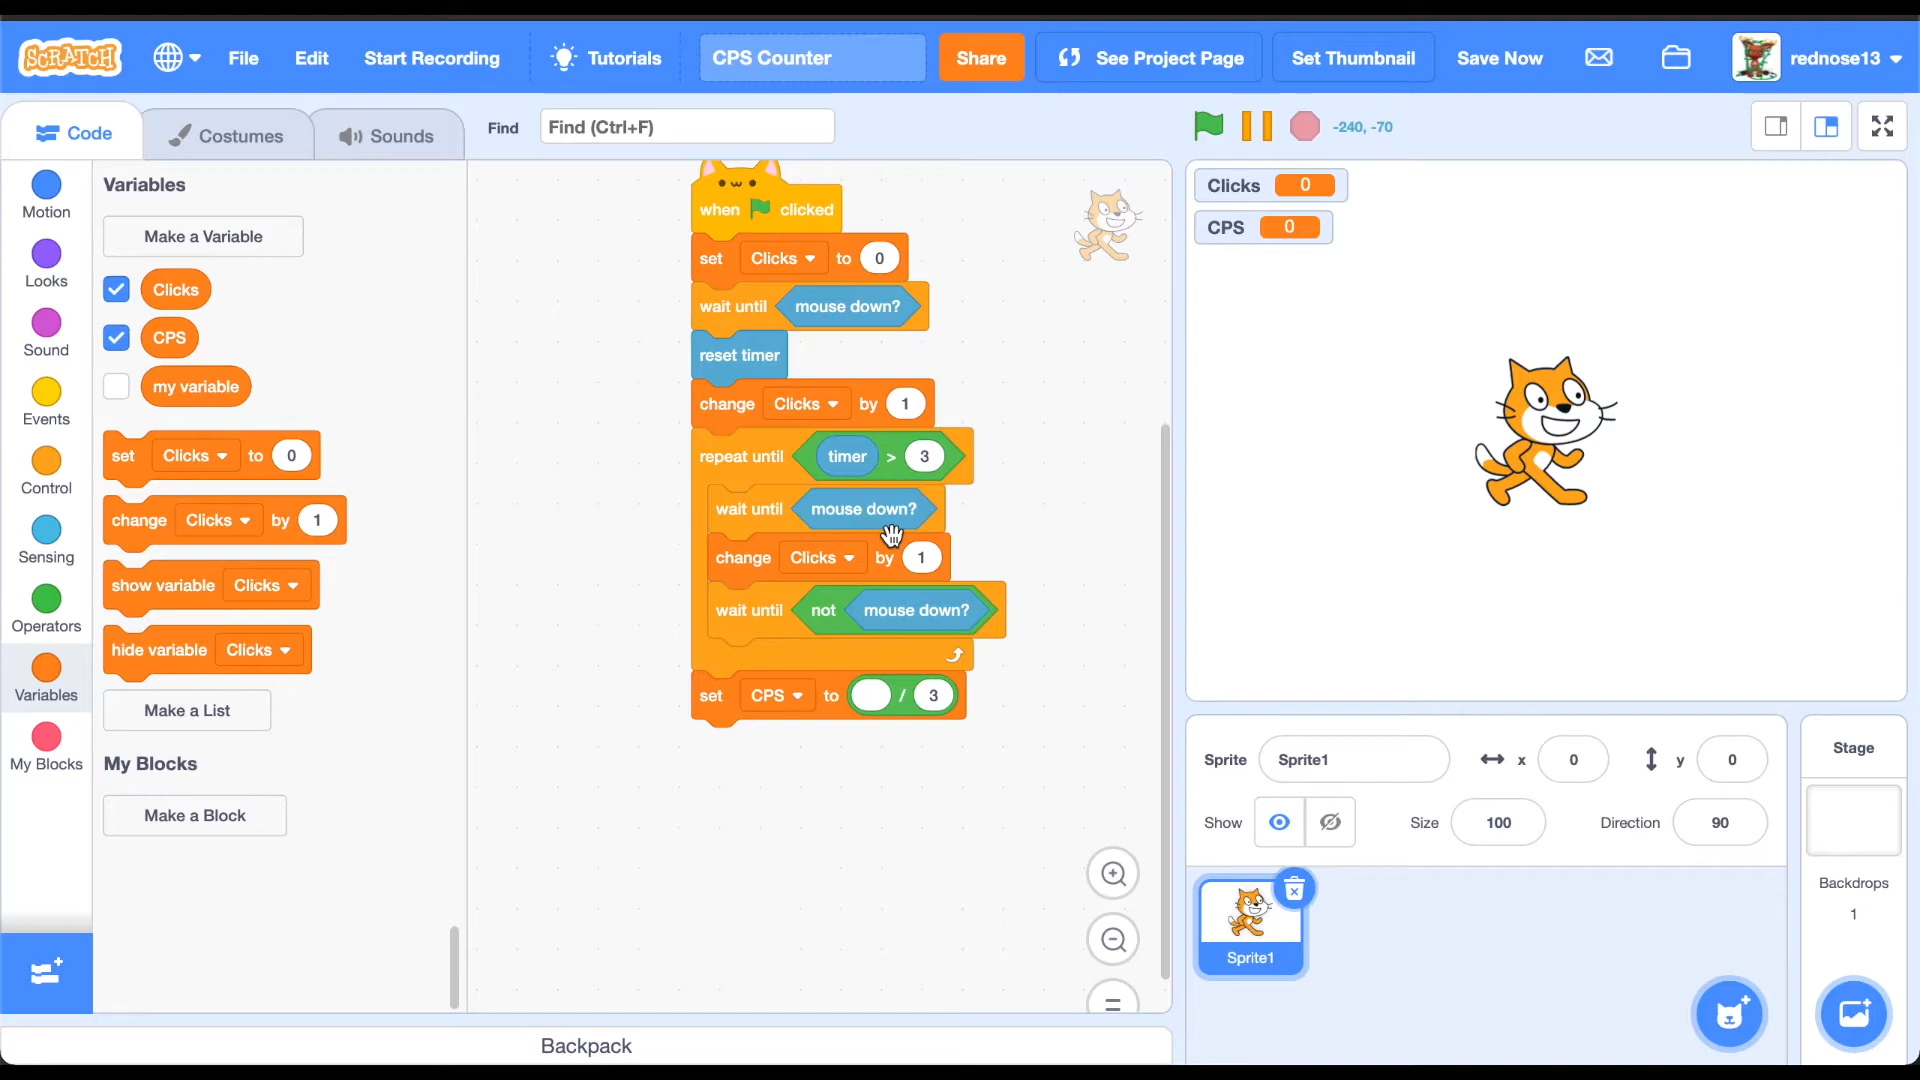 SCRATCH File Edit Start Recording Tutorials CPS Counter Share See Project Page Set Thumbnail Save Now rednose13
Code Costumes Sounds Find Find (Ctrl+F) -240, -70
Motion
Looks
Sound
Events
Control
Sensing
Operators
Variables
My Blocks
Variables
Make a Variable
Clicks
CPS
my variable
set Clicks to 0
change Clicks by 1
show variable Clicks
hide variable Clicks
Make a List
My Blocks
Make a Block
when clicked
set Clicks to 0
wait until mouse down?
reset timer
change Clicks by 1
repeat until timer > 3
wait until mouse down?
change Clicks by 1
wait until not mouse down?
set CPS to / 3
Backpack
Clicks 0
CPS 0
Sprite Sprite1 x 0 y 0
Show Size 100 Direction 90
Sprite1
Stage
Backdrops
1